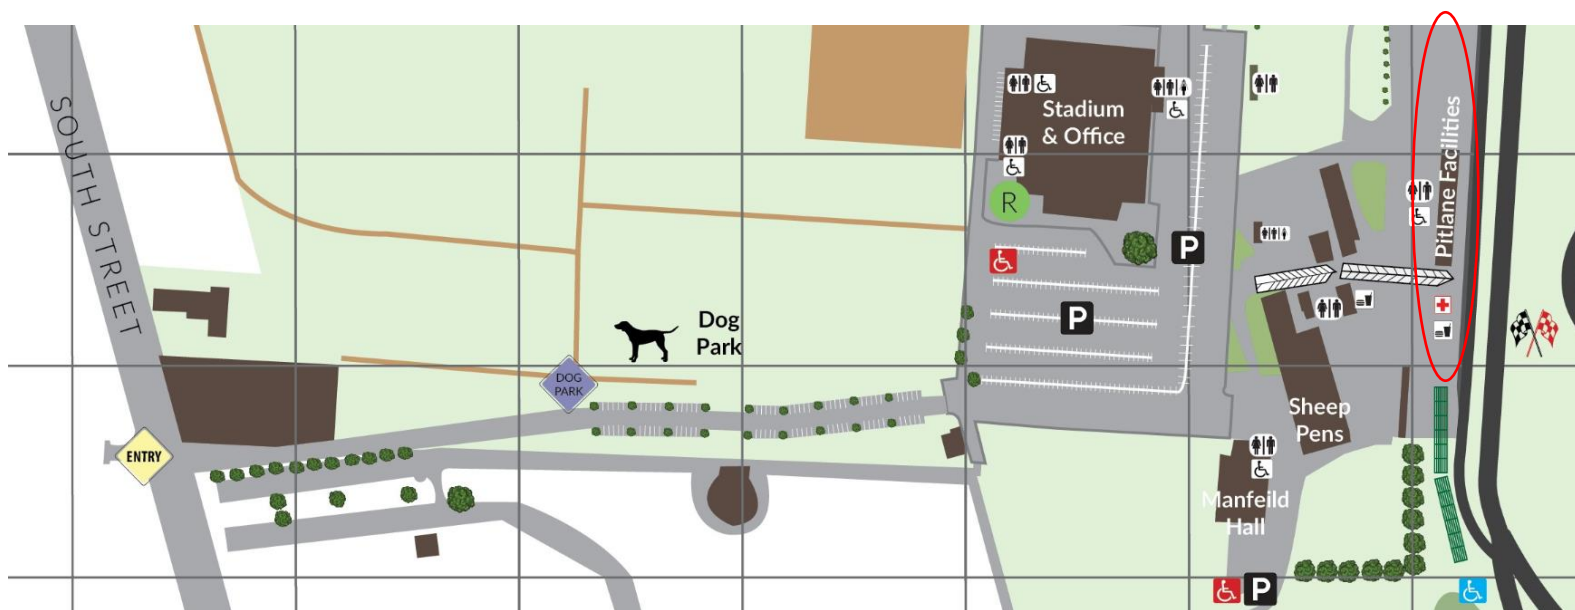 SOUTH STREET
Stadium
& Office
Pitlane Facilities
R
P
P
Dog
Park
DOG
PARK
Sheep
Pens
ENTRY
Manfeild
Hall
P